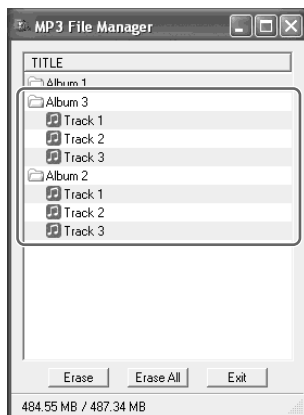 MP3 File Manager
TITLE
Album 1
Album 3
Track 1
Track 2
Track 3
Album 2
Track 1
Track 2
Track 3
Erase Erase All Exit
484.55 MB / 487.34 MB